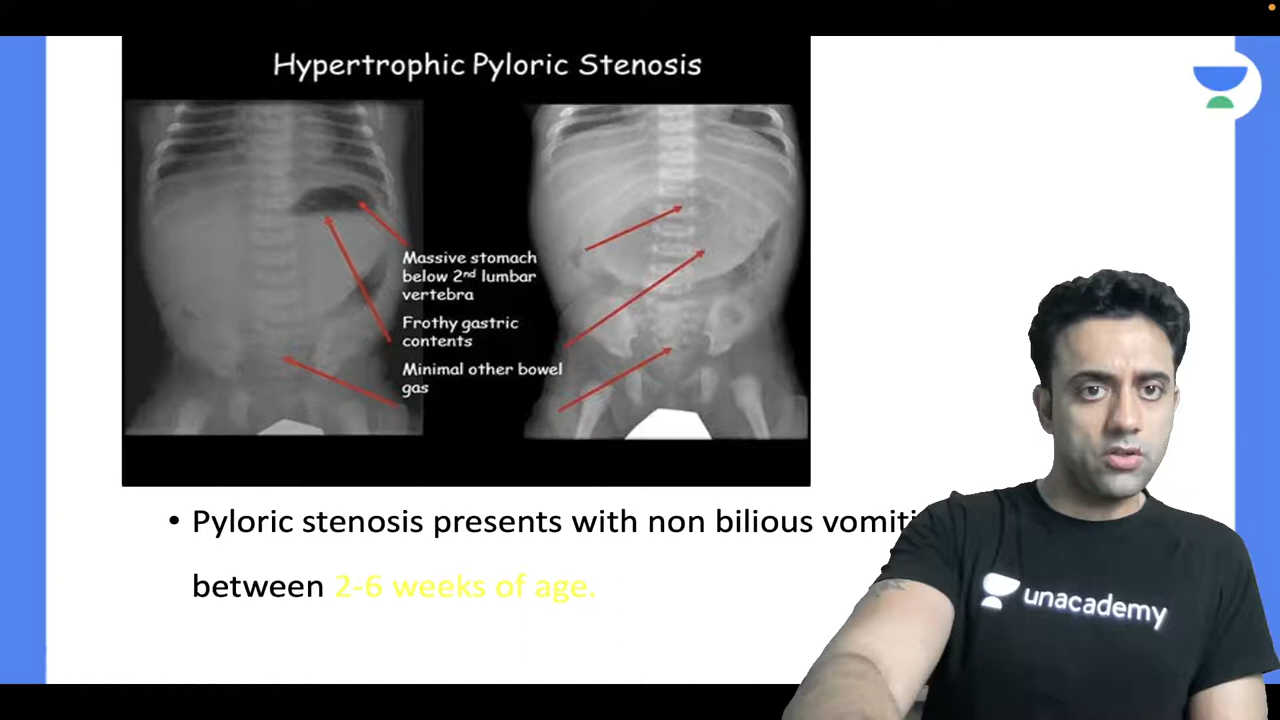 Hypertrophic Pyloric Stenosis
Massive stomach
below 2nd lumbar
vertebra
Frothy gastric
contents
Minimal other bowel
gas
• Pyloric stenosis presents with non bilious
between 2-6 weeks of age.
unacademy